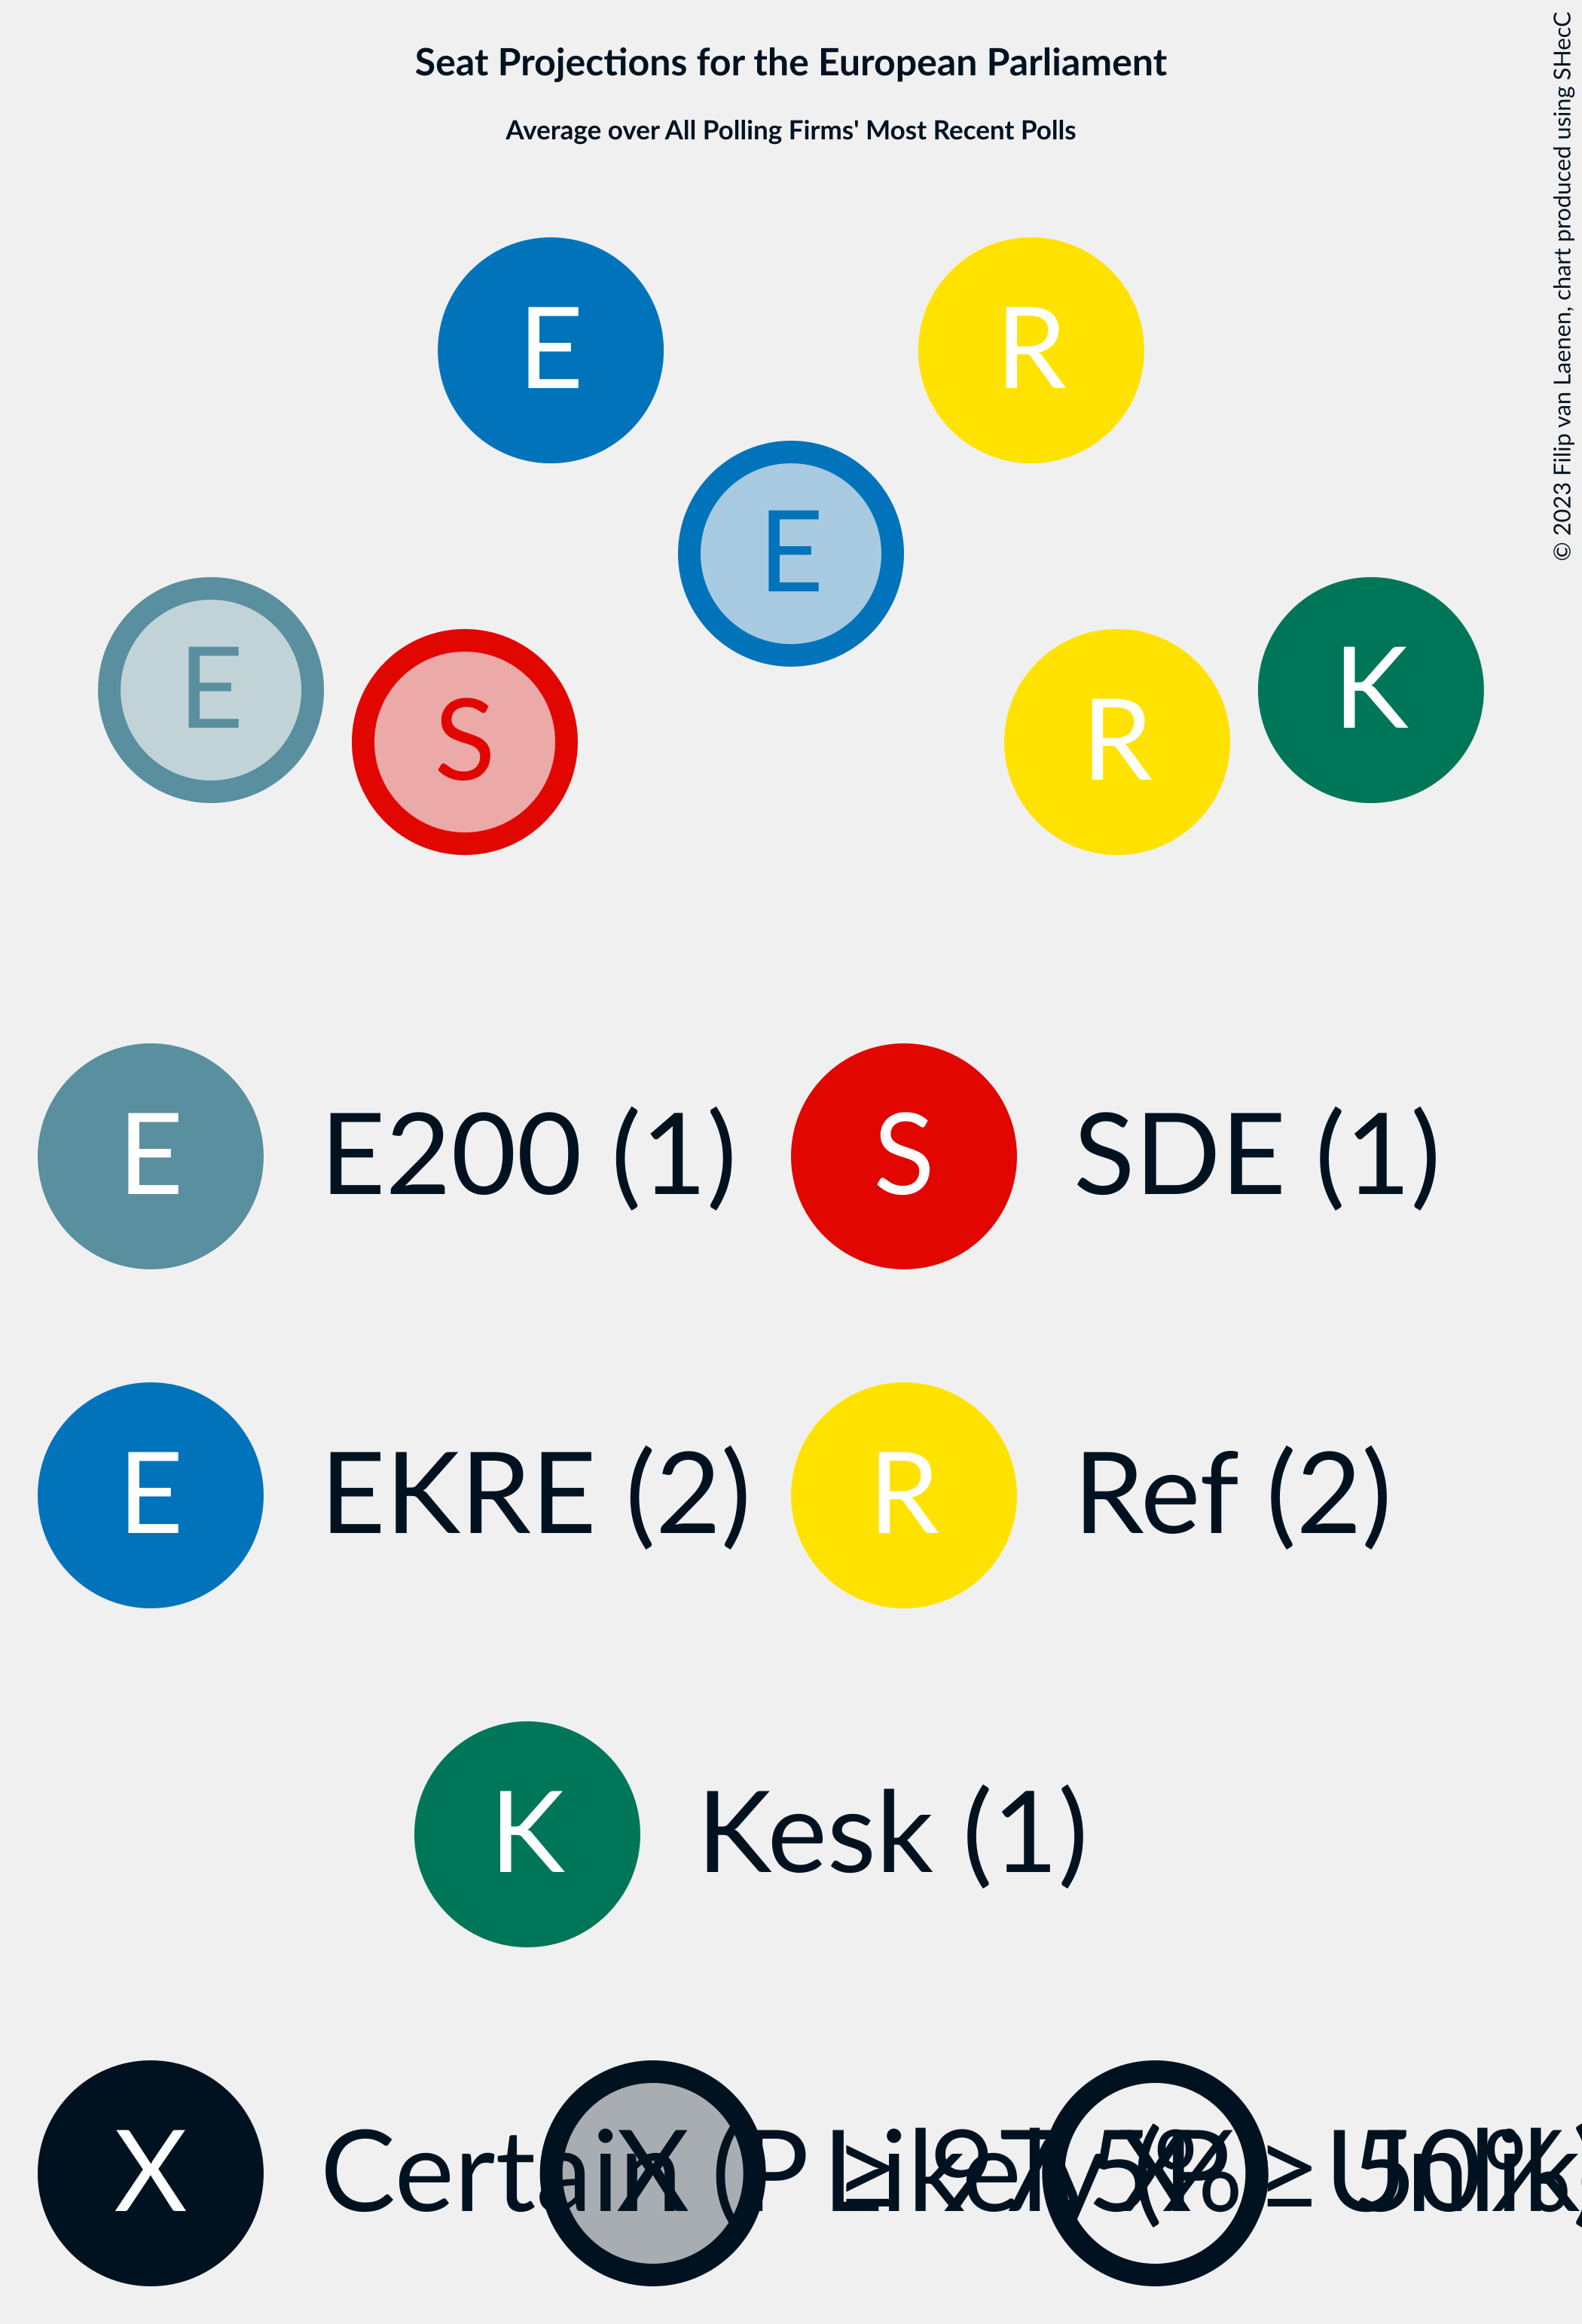 Seat Projections for the European Parliament
Average over All Polling Firms' Most Recent Polls
© 2023 Filip van Laenen, chart produced using SHecC
E R
E
E S R K
E E200 (1) S SDE (1)
E EKRE (2) R Ref (2)
K Kesk (1)
X Certain X X